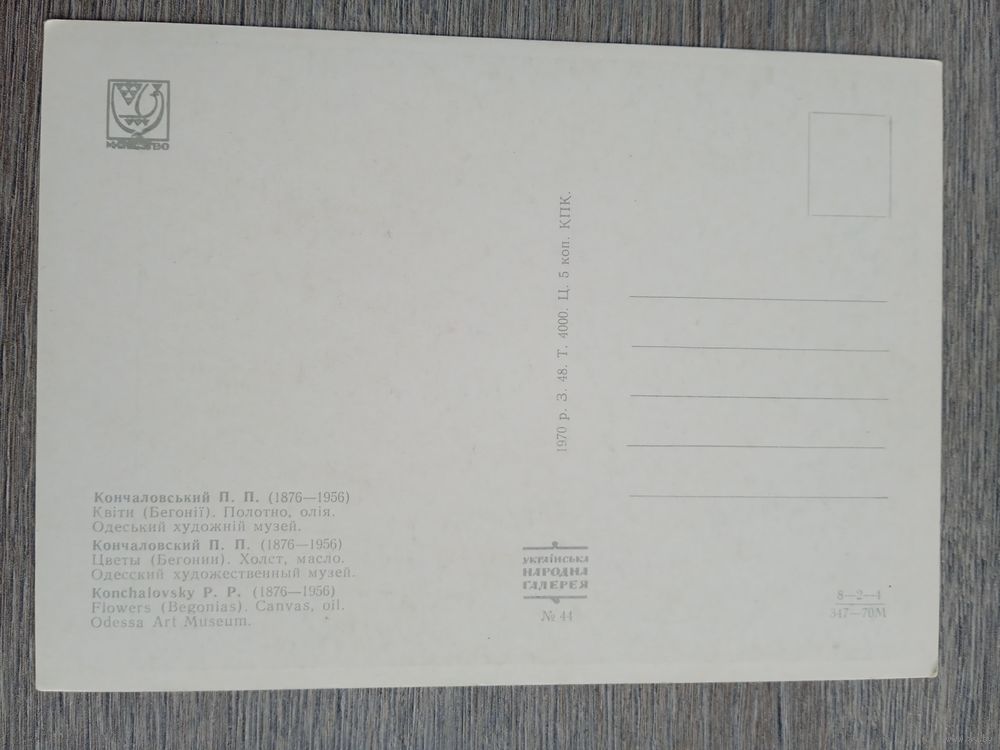 МИСТЕЦТВО
1970 р. З. 48. Т. 4000. Ц. 5 коп. КПК.
Кончаловський П. П. (1876—1956)
Квіти (Бегонії). Полотно, олія.
Одеський художній музей.
Кончаловский П. П. (1876—1956)
Цветы (Бегонии). Холст, масло.
Одесский художественный музей.
Konchalovsky P. P. (1876—1956)
Flowers (Begonias). Canvas, oil.
Odessa Art Museum.
УКРАЇНСЬКА
НАРОДНА
ГАЛЕРЕЯ
№ 44
8—2—4
347—70М